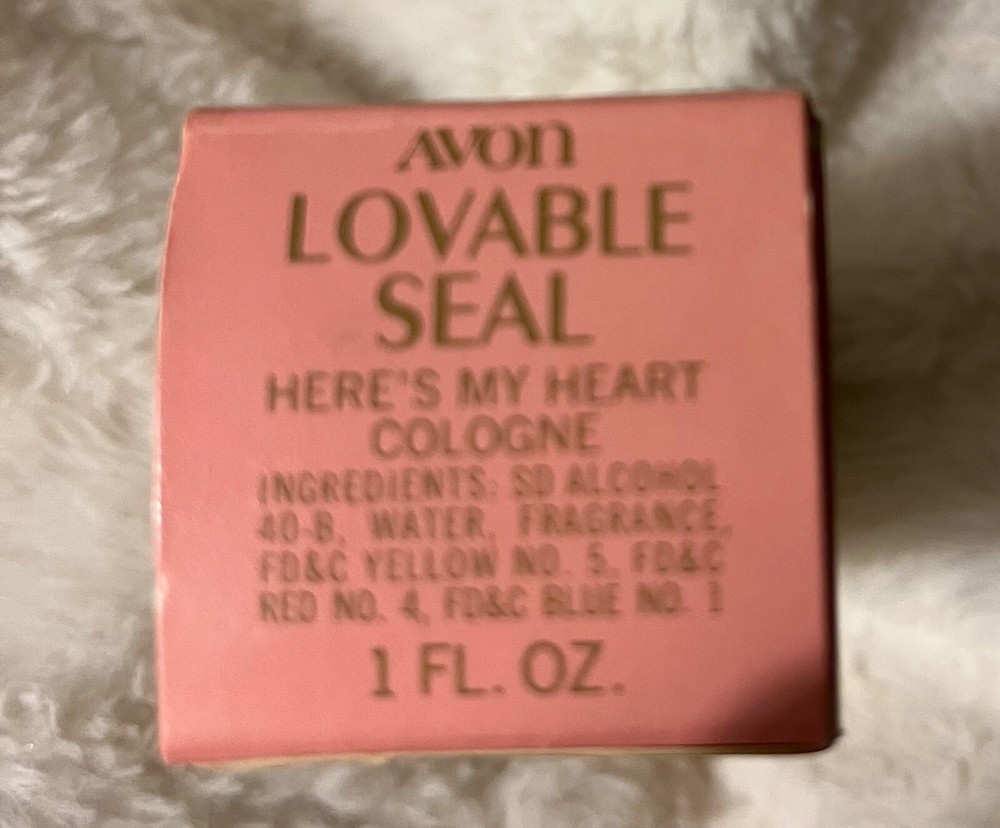 AVON
LOVABLE
SEAL
HERE'S MY HEART
COLOGNE
INGREDIENTS: SD ALCOHOL
40-B, WATER, FRAGRANCE,
FD&C YELLOW NO. 5, FD&C
RED NO. 4, FD&C BLUE NO. 1
1 FL. OZ.